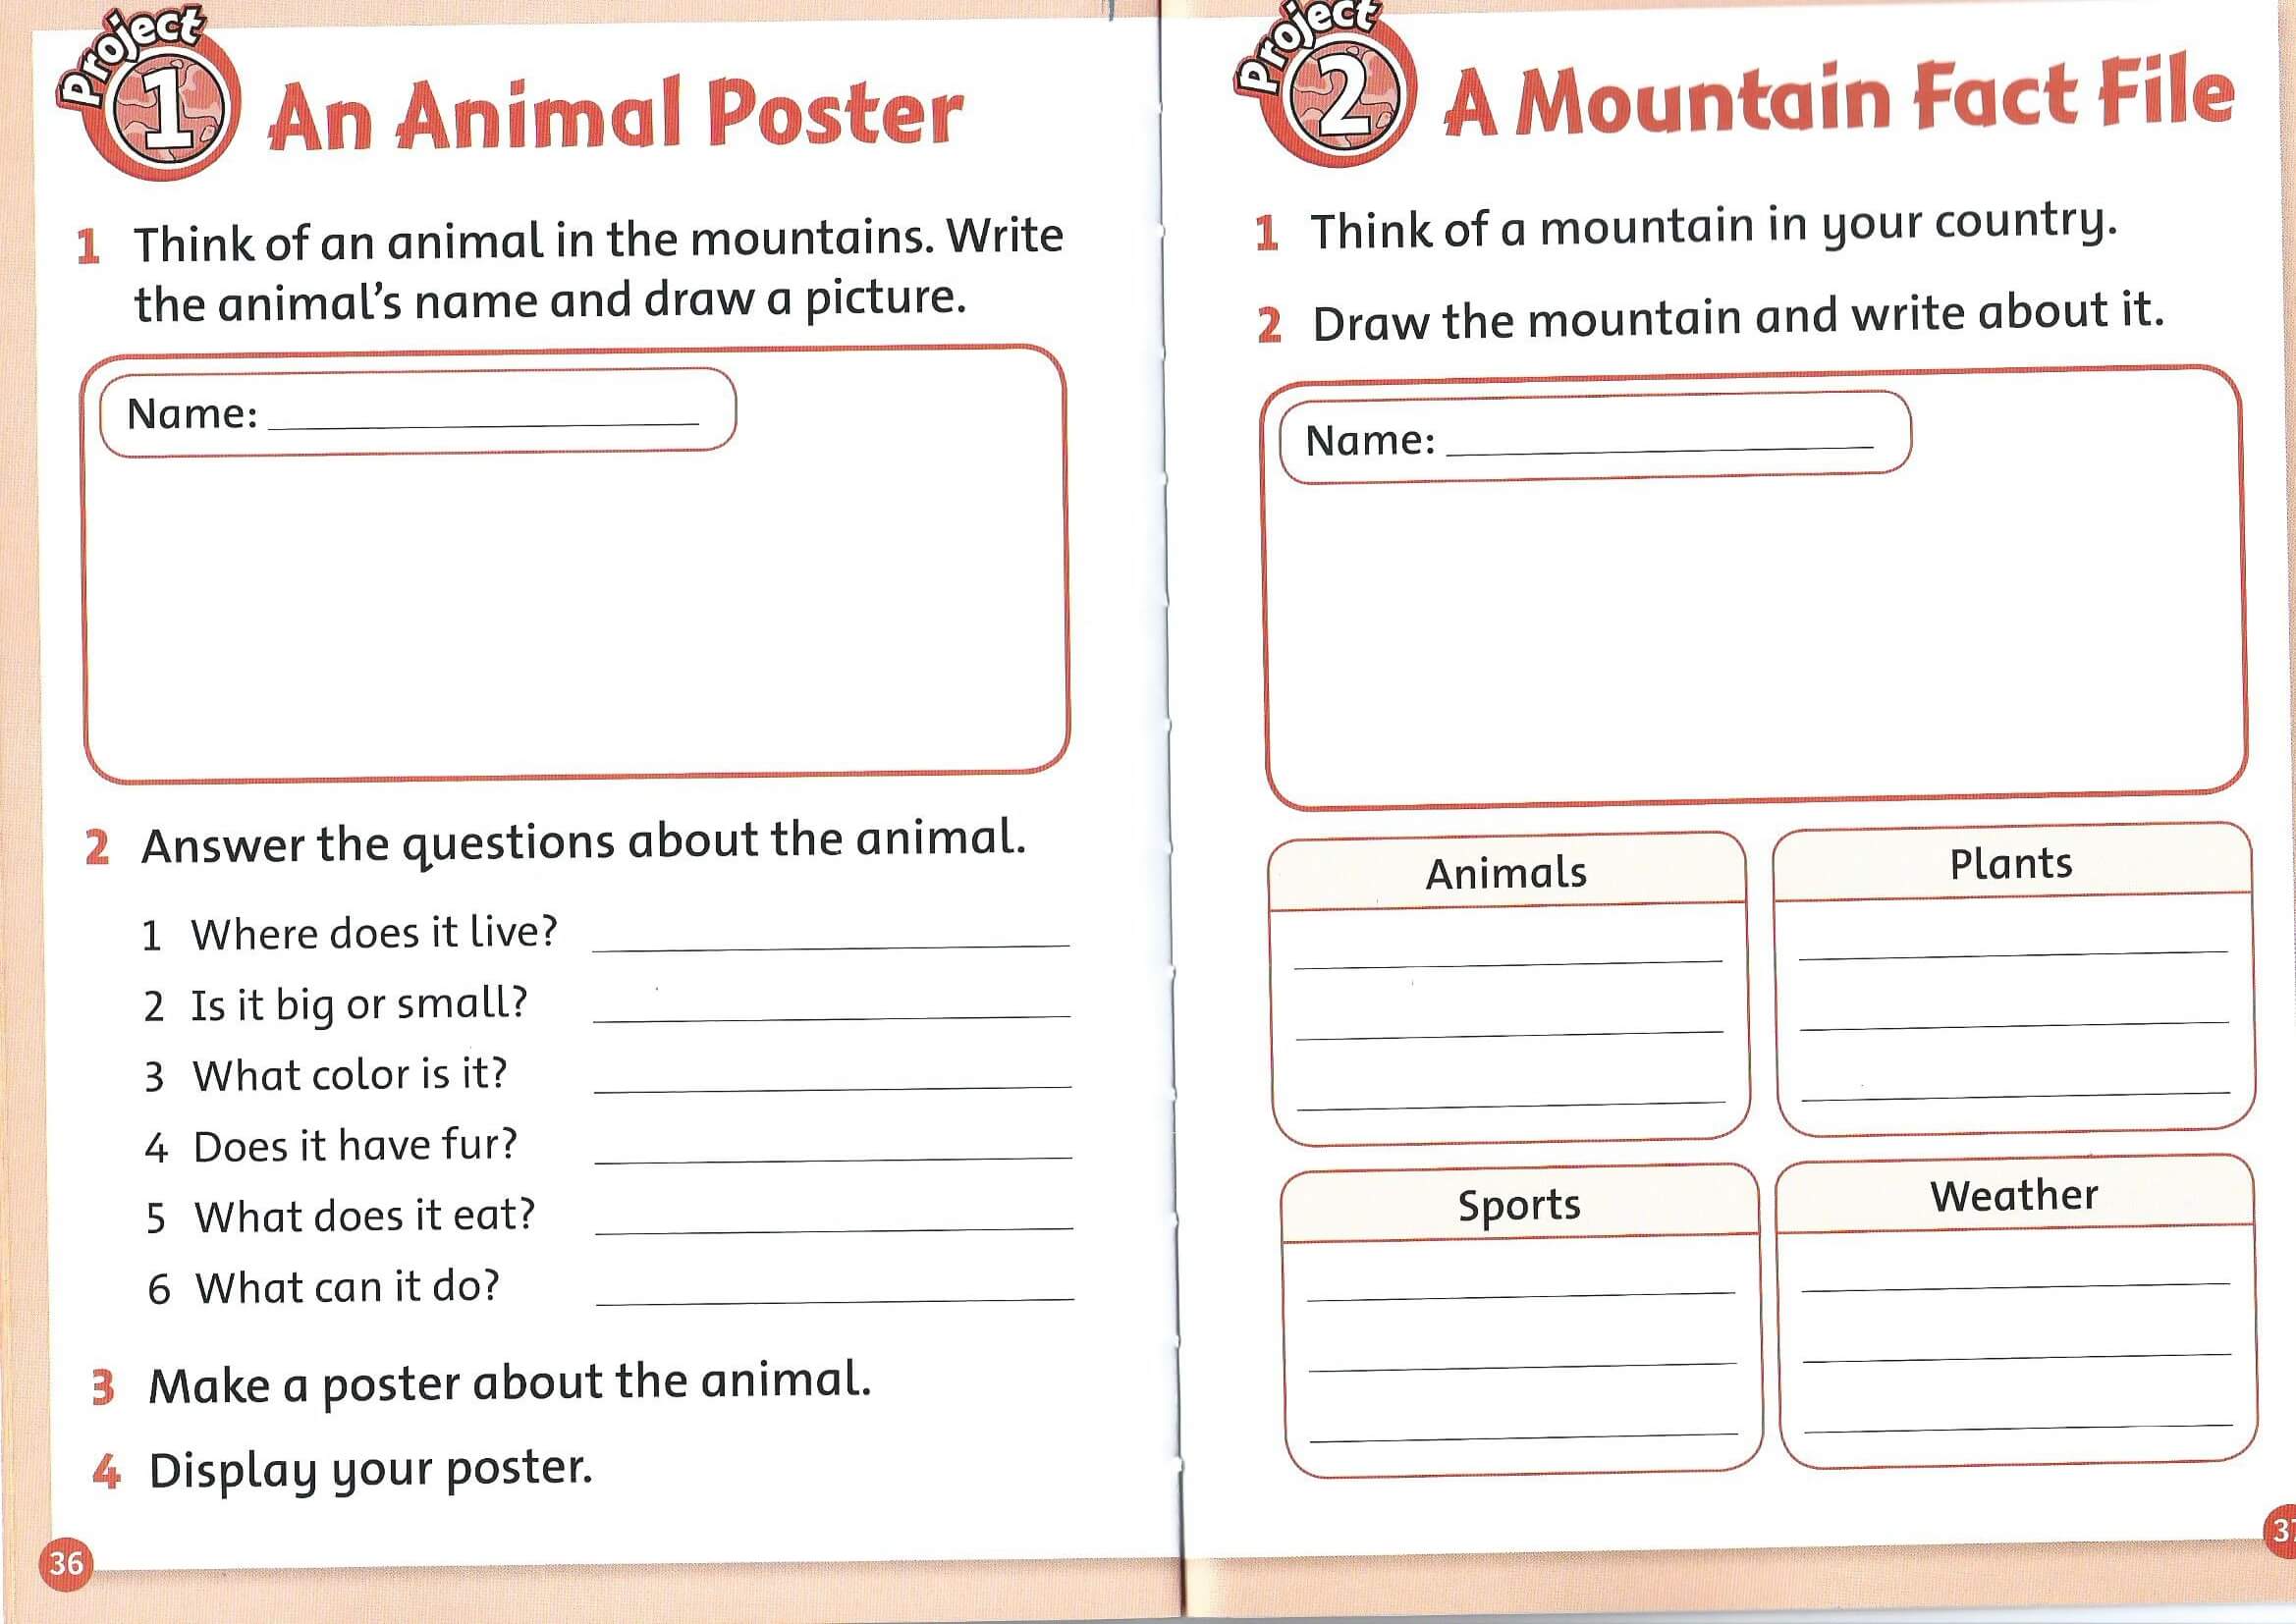 Project
1
An Animal Poster
1 Think of an animal in the mountains. Write
the animal's name and draw a picture.
Name:
2 Answer the questions about the animal.
1 Where does it live?
2 Is it big or small?
3 What color is it?
4 Does it have fur?
5 What does it eat?
6 What can it do?
3 Make a poster about the animal.
4 Display your poster.
36
Project
2
A Mountain Fact File
1 Think of a mountain in your country.
2 Draw the mountain and write about it.
Name:
Animals
Plants
Sports
Weather